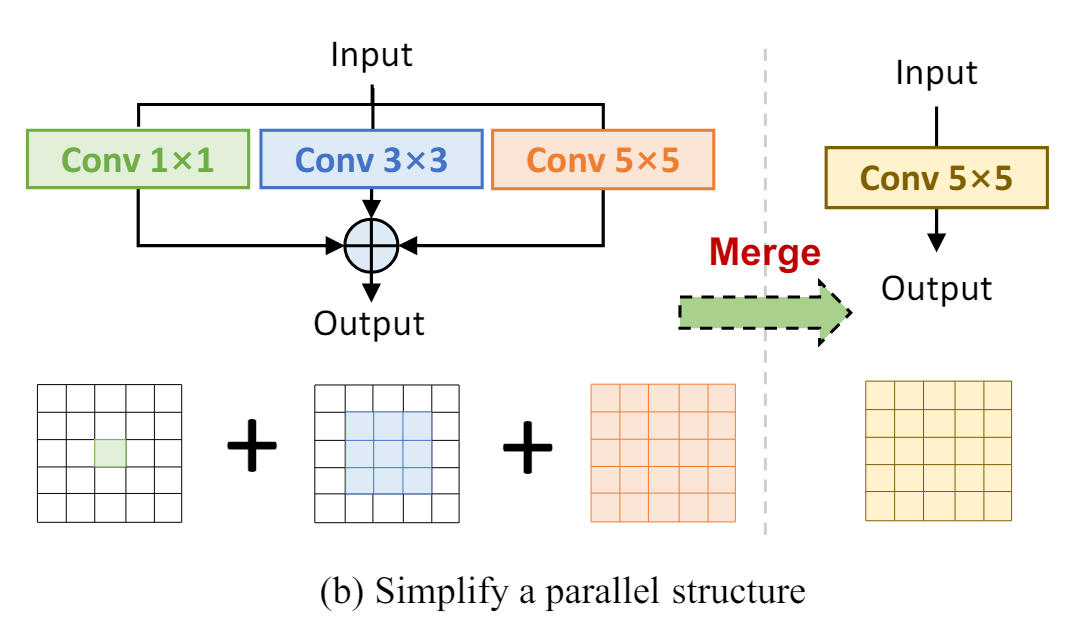 Input
Conv 1×1
Conv 3×3
Conv 5×5
Output
Merge
Input
Conv 5×5
Output
+
+
(b) Simplify a parallel structure